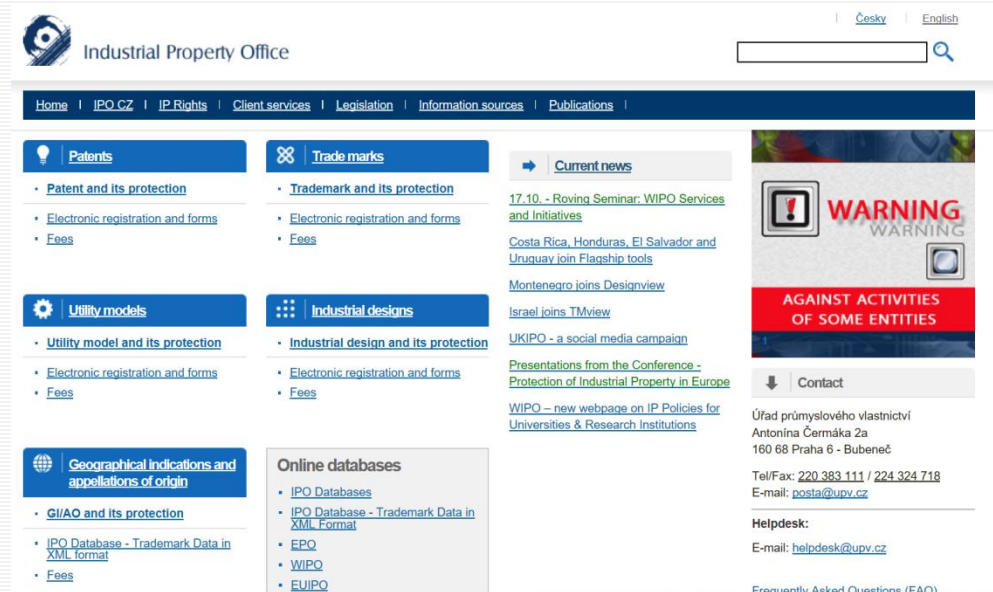 Česky
English
Industrial Property Office
Home | IPO CZ | IP Rights | Client services | Legislation | Information sources | Publications |
Patents
Patent and its protection
Electronic registration and forms
Fees
Trade marks
Trademark and its protection
Electronic registration and forms
Fees
Utility models
Utility model and its protection
Electronic registration and forms
Fees
Industrial designs
Industrial design and its protection
Electronic registration and forms
Fees
Geographical indications and
appellations of origin
GI/AO and its protection
IPO Database - Trademark Data in
XML format
Fees
Online databases
IPO Databases
IPO Database - Trademark Data in
XML Format
EPO
WIPO
EUIPO
Current news
17.10. - Roving Seminar: WIPO Services
and Initiatives
Costa Rica, Honduras, El Salvador and
Uruguay join Flagship tools
Montenegro joins Designview
Israel joins TMview
UKIPO - a social media campaign
Presentations from the Conference -
Protection of Industrial Property in Europe
WIPO – new webpage on IP Policies for
Universities & Research Institutions
WARNING
WARNING
AGAINST ACTIVITIES
OF SOME ENTITIES
Contact
Úřad průmyslového vlastnictví
Antonína Čermáka 2a
160 68 Praha 6 - Bubeneč
Tel/Fax: 220 383 111 / 224 324 718
E-mail: posta@upv.cz
Helpdesk:
E-mail: helpdesk@upv.cz
Frequently Asked Questions (FAQ)